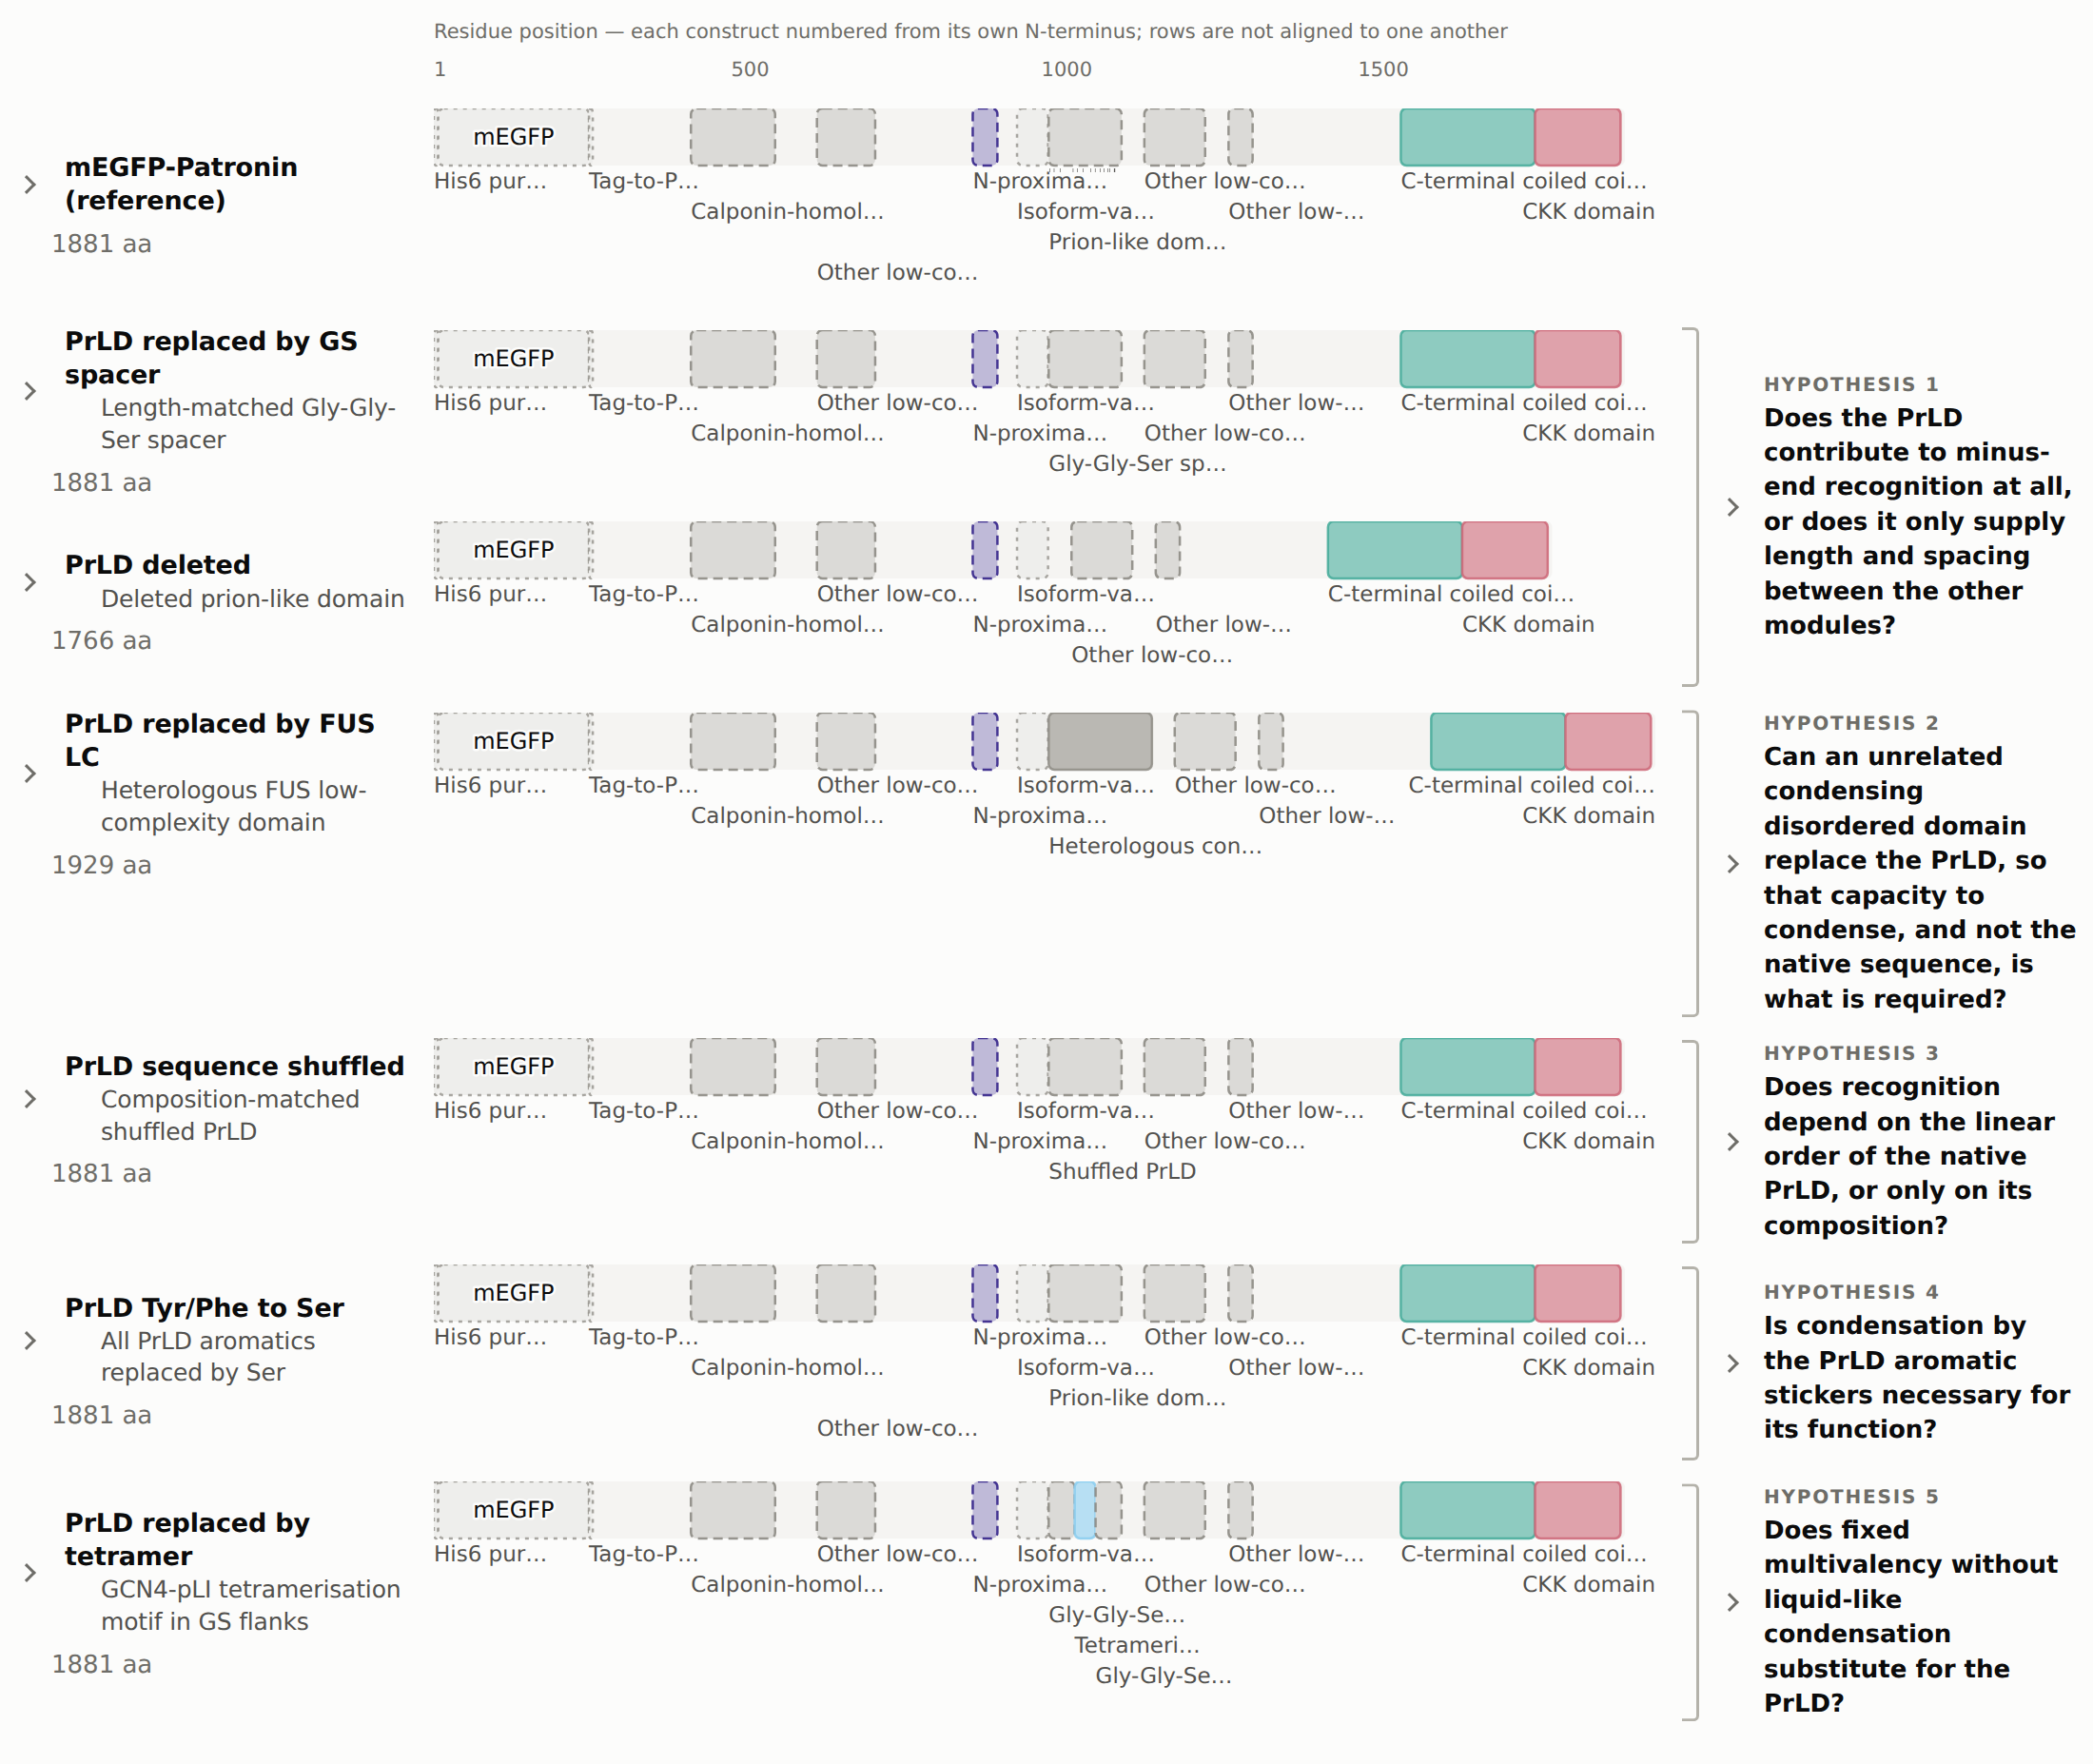 Residue position — each construct numbered from its own N-terminus; rows are not aligned to one another
1 500 1000 1500
mEGFP-Patronin
(reference)
1881 aa
mEGFP
His6 pur… Tag-to-P… N-proxima… Other low-co… C-terminal coiled coi…
Calponin-homol… Isoform-va… Other low-… CKK domain
Prion-like dom…
Other low-co…
PrLD replaced by GS
spacer
Length-matched Gly-Gly-
Ser spacer
1881 aa
mEGFP
His6 pur… Tag-to-P… Other low-co… Isoform-va… Other low-… C-terminal coiled coi…
Calponin-homol… N-proxima… Other low-co… CKK domain
Gly-Gly-Ser sp…
PrLD deleted
Deleted prion-like domain
1766 aa
mEGFP
His6 pur… Tag-to-P… Other low-co… Isoform-va… C-terminal coiled coi…
Calponin-homol… N-proxima… Other low-… CKK domain
Other low-co…
HYPOTHESIS 1
Does the PrLD
contribute to minus-
end recognition at all,
or does it only supply
length and spacing
between the other
modules?
PrLD replaced by FUS
LC
Heterologous FUS low-
complexity domain
1929 aa
mEGFP
His6 pur… Tag-to-P… Other low-co… Isoform-va… Other low-co… C-terminal coiled coi…
Calponin-homol… N-proxima… Other low-… CKK domain
Heterologous con…
HYPOTHESIS 2
Can an unrelated
condensing
disordered domain
replace the PrLD, so
that capacity to
condense, and not the
native sequence, is
what is required?
PrLD sequence shuffled
Composition-matched
shuffled PrLD
1881 aa
mEGFP
His6 pur… Tag-to-P… Other low-co… Isoform-va… Other low-… C-terminal coiled coi…
Calponin-homol… N-proxima… Other low-co… CKK domain
Shuffled PrLD
HYPOTHESIS 3
Does recognition
depend on the linear
order of the native
PrLD, or only on its
composition?
PrLD Tyr/Phe to Ser
All PrLD aromatics
replaced by Ser
1881 aa
mEGFP
His6 pur… Tag-to-P… N-proxima… Other low-co… C-terminal coiled coi…
Calponin-homol… Isoform-va… Other low-… CKK domain
Prion-like dom…
Other low-co…
HYPOTHESIS 4
Is condensation by
the PrLD aromatic
stickers necessary for
its function?
PrLD replaced by
tetramer
GCN4-pLI tetramerisation
motif in GS flanks
1881 aa
mEGFP
His6 pur… Tag-to-P… Other low-co… Isoform-va… Other low-… C-terminal coiled coi…
Calponin-homol… N-proxima… Other low-co… CKK domain
Gly-Gly-Se…
Tetrameri…
Gly-Gly-Se…
HYPOTHESIS 5
Does fixed
multivalency without
liquid-like
condensation
substitute for the
PrLD?